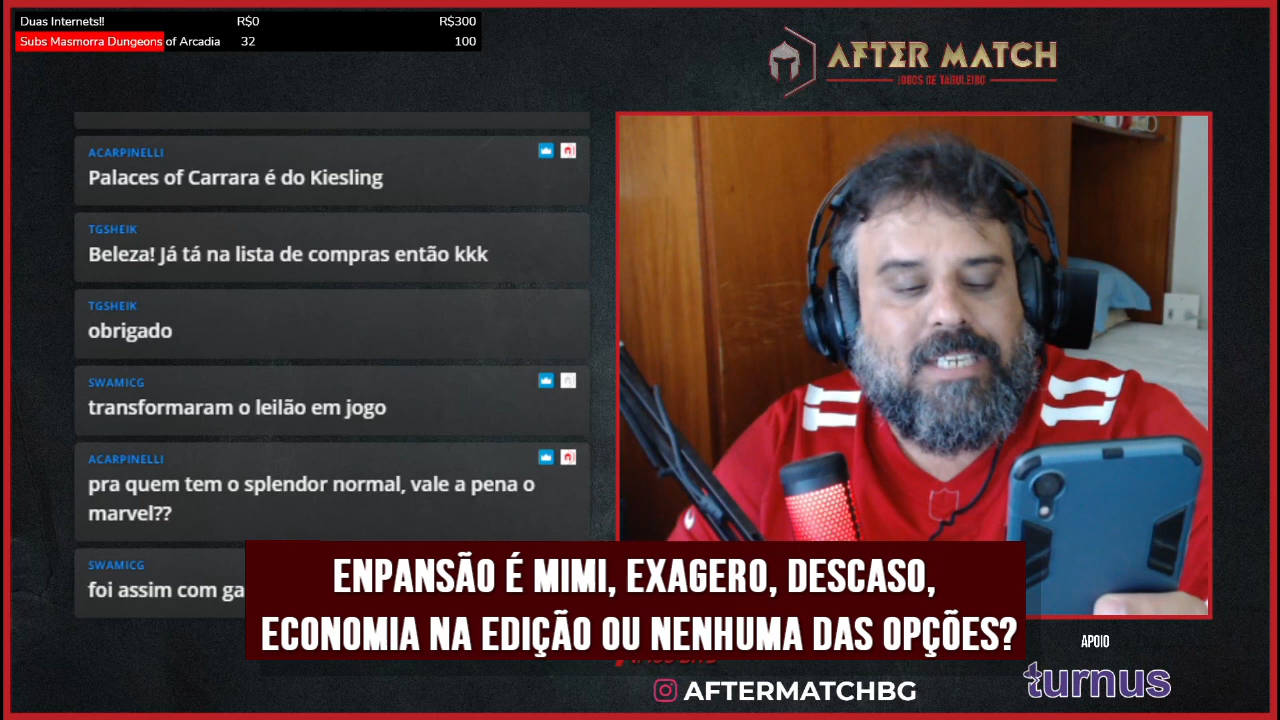 Duas Internets!! R$0 R$300
Subs Masmorra Dungeons of Arcadia 32 100
AFTER MATCH
JOGOS DE TABULEIRO
ACARPINELLI
Palaces of Carrara é do Kiesling
TGSHEIK
Beleza! Já tá na lista de compras então kkk
TGSHEIK
obrigado
SWAMICG
transformaram o leilão em jogo
ACARPINELLI
pra quem tem o splendor normal, vale a pena o
marvel??
SWAMICG
foi assim com ga
11 11
ENPANSÃO É MIMI, EXAGERO, DESCASO,
ECONOMIA NA EDIÇÃO OU NENHUMA DAS OPÇÕES?
APOIO
turnus
AFTERMATCHBG